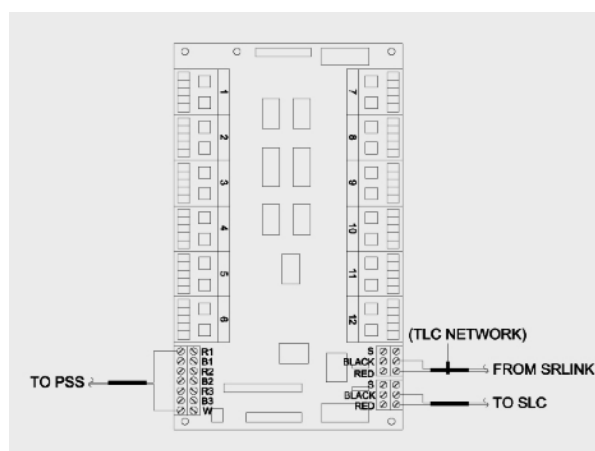 1
7
2
8
3
9
4
10
5
11
6
12
(TLC NETWORK)
R1
B1
R2
B2
R3
B3
W
TO PSS
S
BLACK
RED
S
BLACK
RED
FROM SRLINK
TO SLC